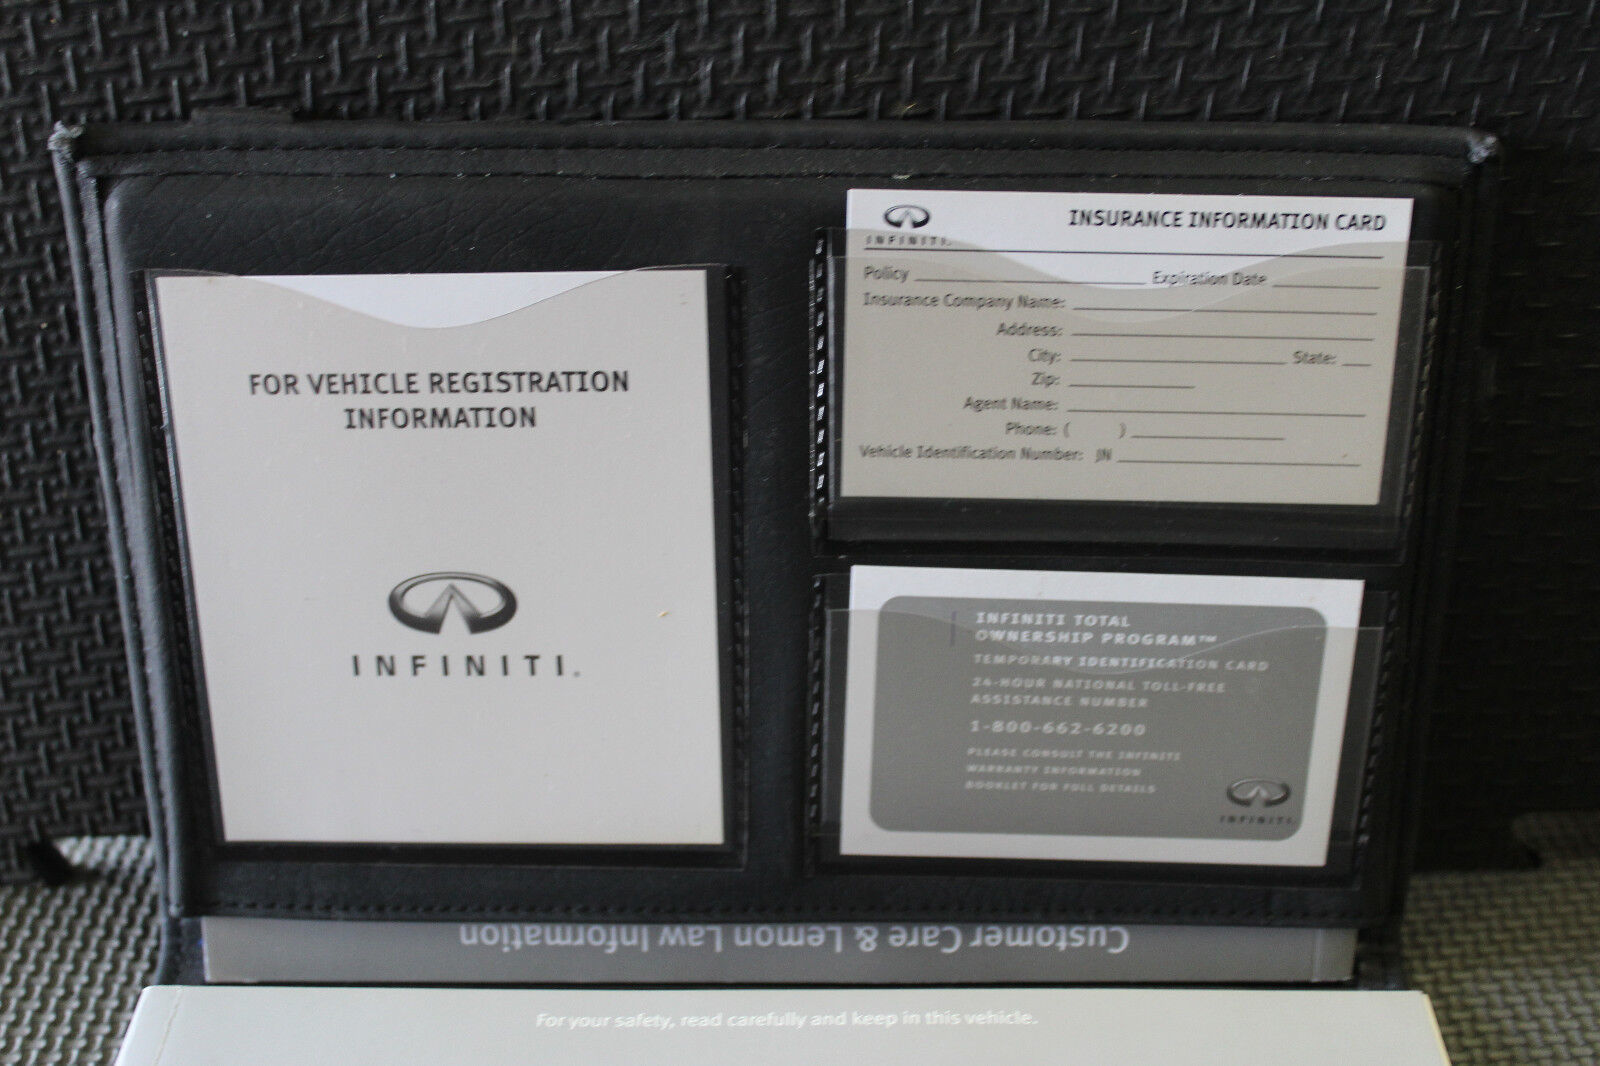 FOR VEHICLE REGISTRATION
INFORMATION
INFINITI.
INFINITI.
INSURANCE INFORMATION CARD
Policy
Expiration Date
Insurance Company Name:
Address:
City:
State:
Zip:
Agent Name:
Phone: ( )
Vehicle Identification Number: JN
INFINITI TOTAL
OWNERSHIP PROGRAM™
TEMPORARY IDENTIFICATION CARD
24-HOUR NATIONAL TOLL-FREE
ASSISTANCE NUMBER
1-800-662-6200
PLEASE CONSULT THE INFINITI
WARRANTY INFORMATION
BOOKLET FOR FULL DETAILS
INFINITI.
Customer Care & Lemon Law Information
For your safety, read carefully and keep in this vehicle.